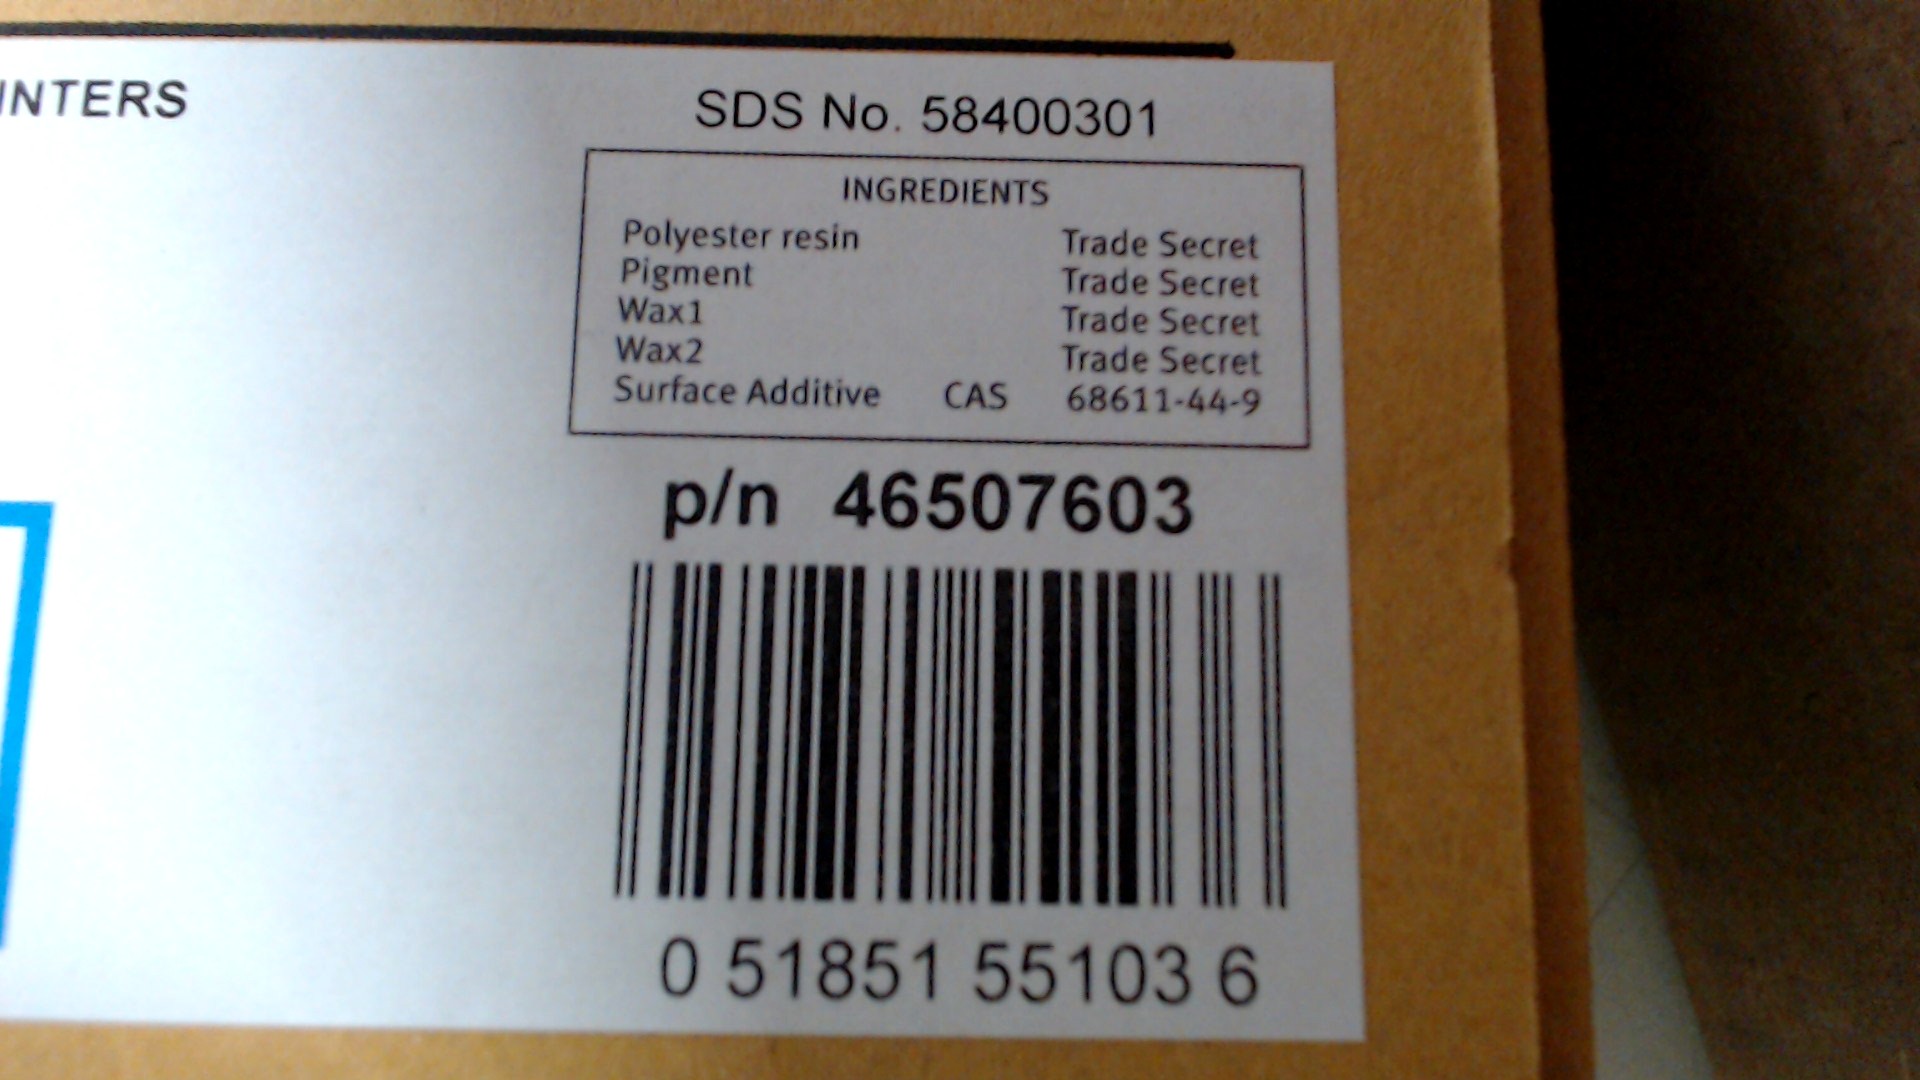 INTERS
SDS No. 58400301
INGREDIENTS
Polyester resin Trade Secret
Pigment Trade Secret
Wax1 Trade Secret
Wax2 Trade Secret
Surface Additive CAS 68611-44-9
p/n 46507603
0 51851 55103 6